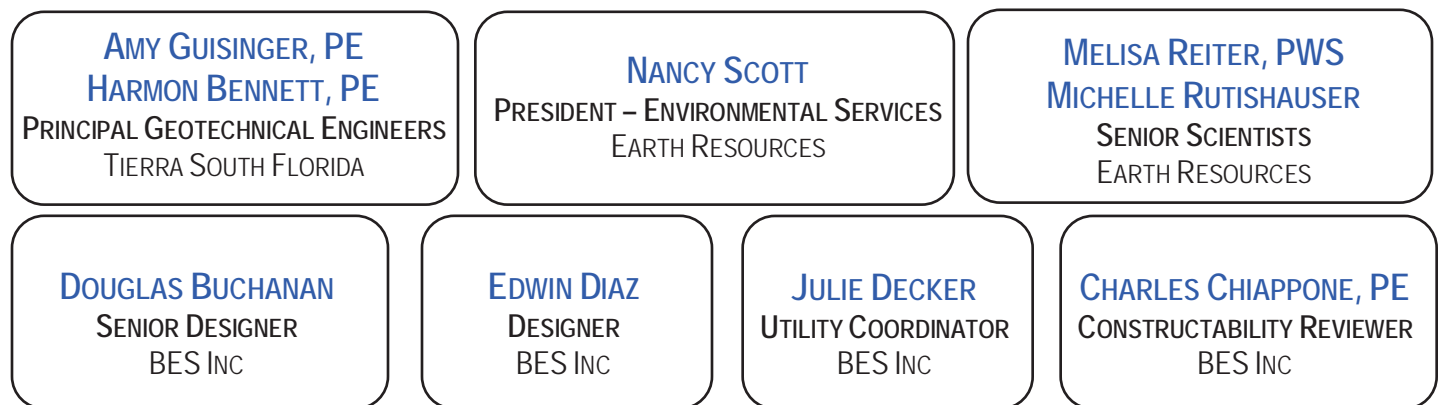 AMY GUISINGER, PE
HARMON BENNETT, PE
PRINCIPAL GEOTECHNICAL ENGINEERS
TIERRA SOUTH FLORIDA
NANCY SCOTT
PRESIDENT – ENVIRONMENTAL SERVICES
EARTH RESOURCES
MELISA REITER, PWS
MICHELLE RUTISHAUSER
SENIOR SCIENTISTS
EARTH RESOURCES
DOUGLAS BUCHANAN
SENIOR DESIGNER
BES INC
EDWIN DIAZ
DESIGNER
BES INC
JULIE DECKER
UTILITY COORDINATOR
BES INC
CHARLES CHIAPPONE, PE
CONSTRUCTABILITY REVIEWER
BES INC